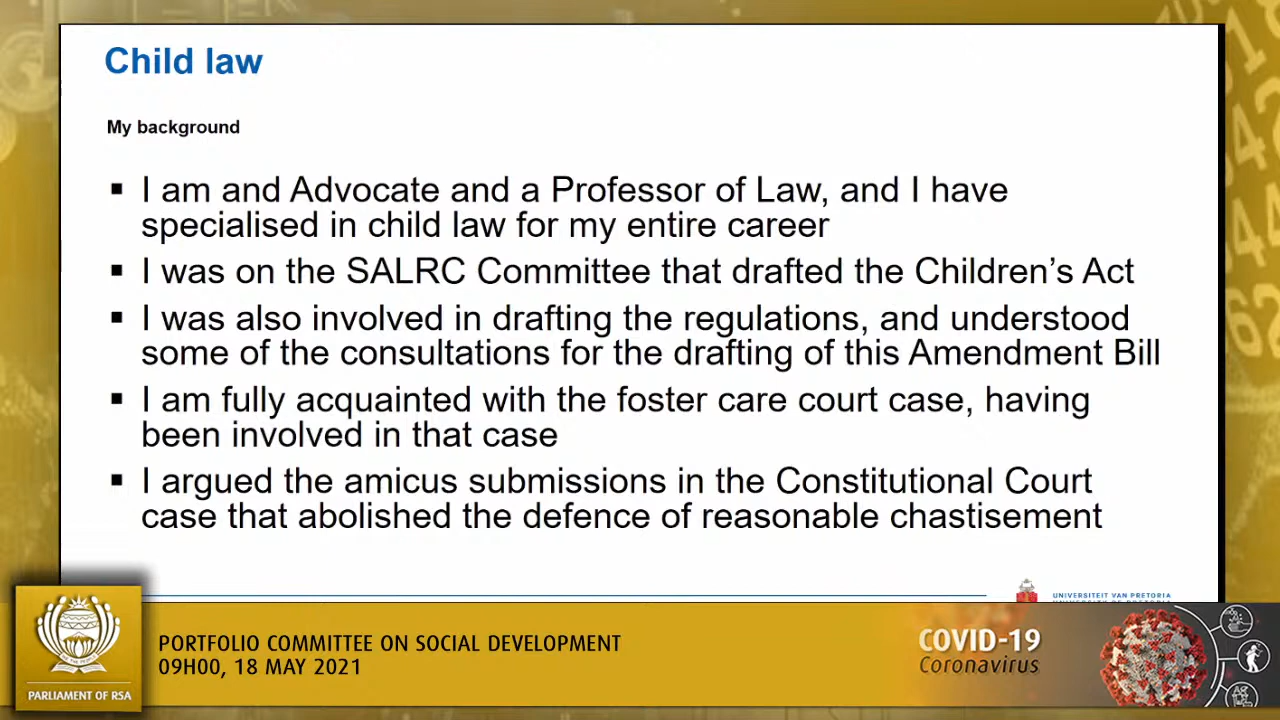 Child law
My background
▪ I am and Advocate and a Professor of Law, and I have
specialised in child law for my entire career
▪ I was on the SALRC Committee that drafted the Children's Act
▪ I was also involved in drafting the regulations, and understood
some of the consultations for the drafting of this Amendment Bill
▪ I am fully acquainted with the foster care court case, having
been involved in that case
▪ I argued the amicus submissions in the Constitutional Court
case that abolished the defence of reasonable chastisement
UNIVERSITEIT VAN PRETORIA
PORTFOLIO COMMITTEE ON SOCIAL DEVELOPMENT
09H00, 18 MAY 2021
PARLIAMENT OF RSA
COVID-19
Coronavirus